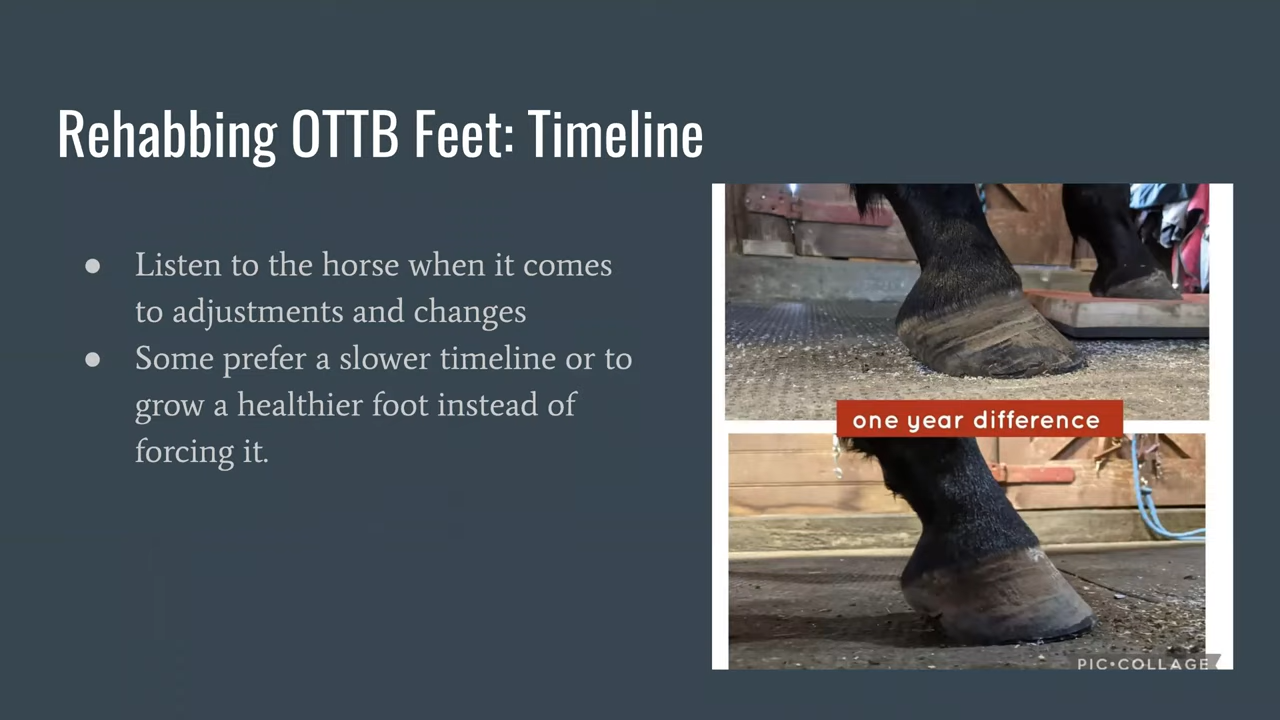 Rehabbing OTTB Feet: Timeline
● Listen to the horse when it comes
to adjustments and changes
● Some prefer a slower timeline or to
grow a healthier foot instead of
forcing it.
one year difference
PIC•COLLAGE